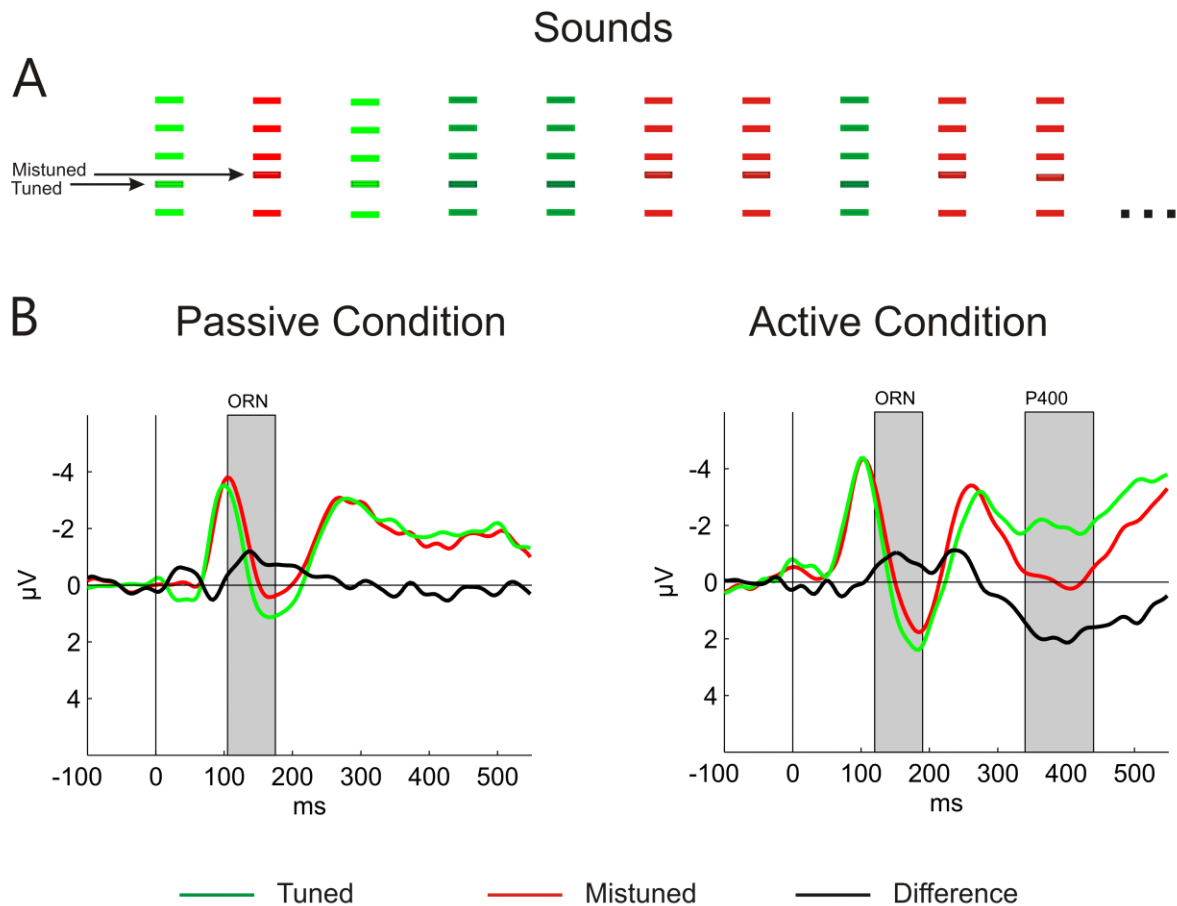 Sounds
A
Mistuned
Tuned
...
B Passive Condition Active Condition
ORN
ORN P400
-4
-2
0
2
4
µV
-100 0 100 200 300 400 500
ms
-4
-2
0
2
4
µV
-100 0 100 200 300 400 500
ms
Tuned Mistuned Difference